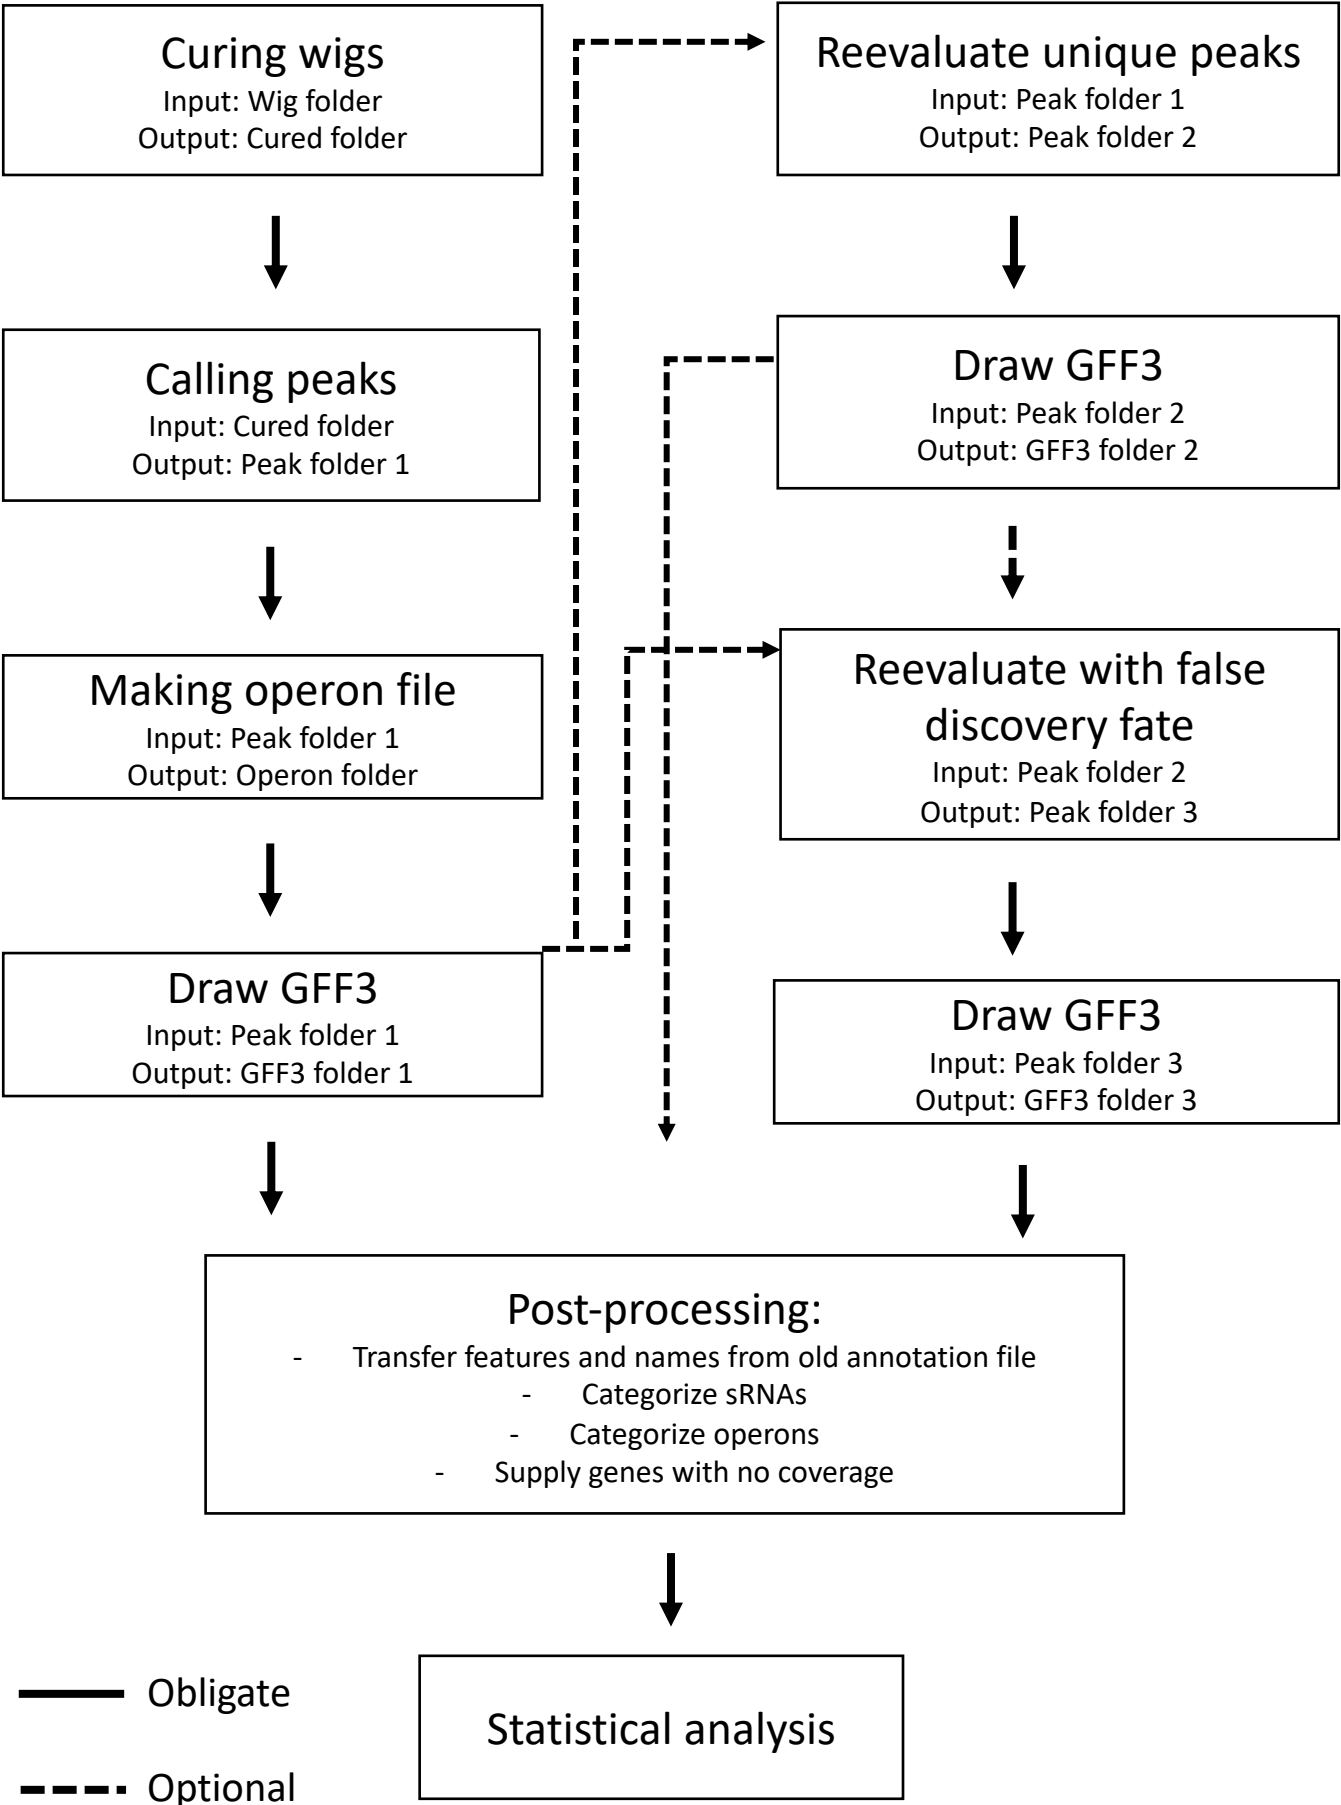 Curing wigs
Input: Wig folder
Output: Cured folder
Calling peaks
Input: Cured folder
Output: Peak folder 1
Making operon file
Input: Peak folder 1
Output: Operon folder
Draw GFF3
Input: Peak folder 1
Output: GFF3 folder 1
Reevaluate unique peaks
Input: Peak folder 1
Output: Peak folder 2
Draw GFF3
Input: Peak folder 2
Output: GFF3 folder 2
Reevaluate with false
discovery fate
Input: Peak folder 2
Output: Peak folder 3
Draw GFF3
Input: Peak folder 3
Output: GFF3 folder 3
Post-processing:
- Transfer features and names from old annotation file
- Categorize sRNAs
- Categorize operons
- Supply genes with no coverage
Statistical analysis
Obligate
Optional